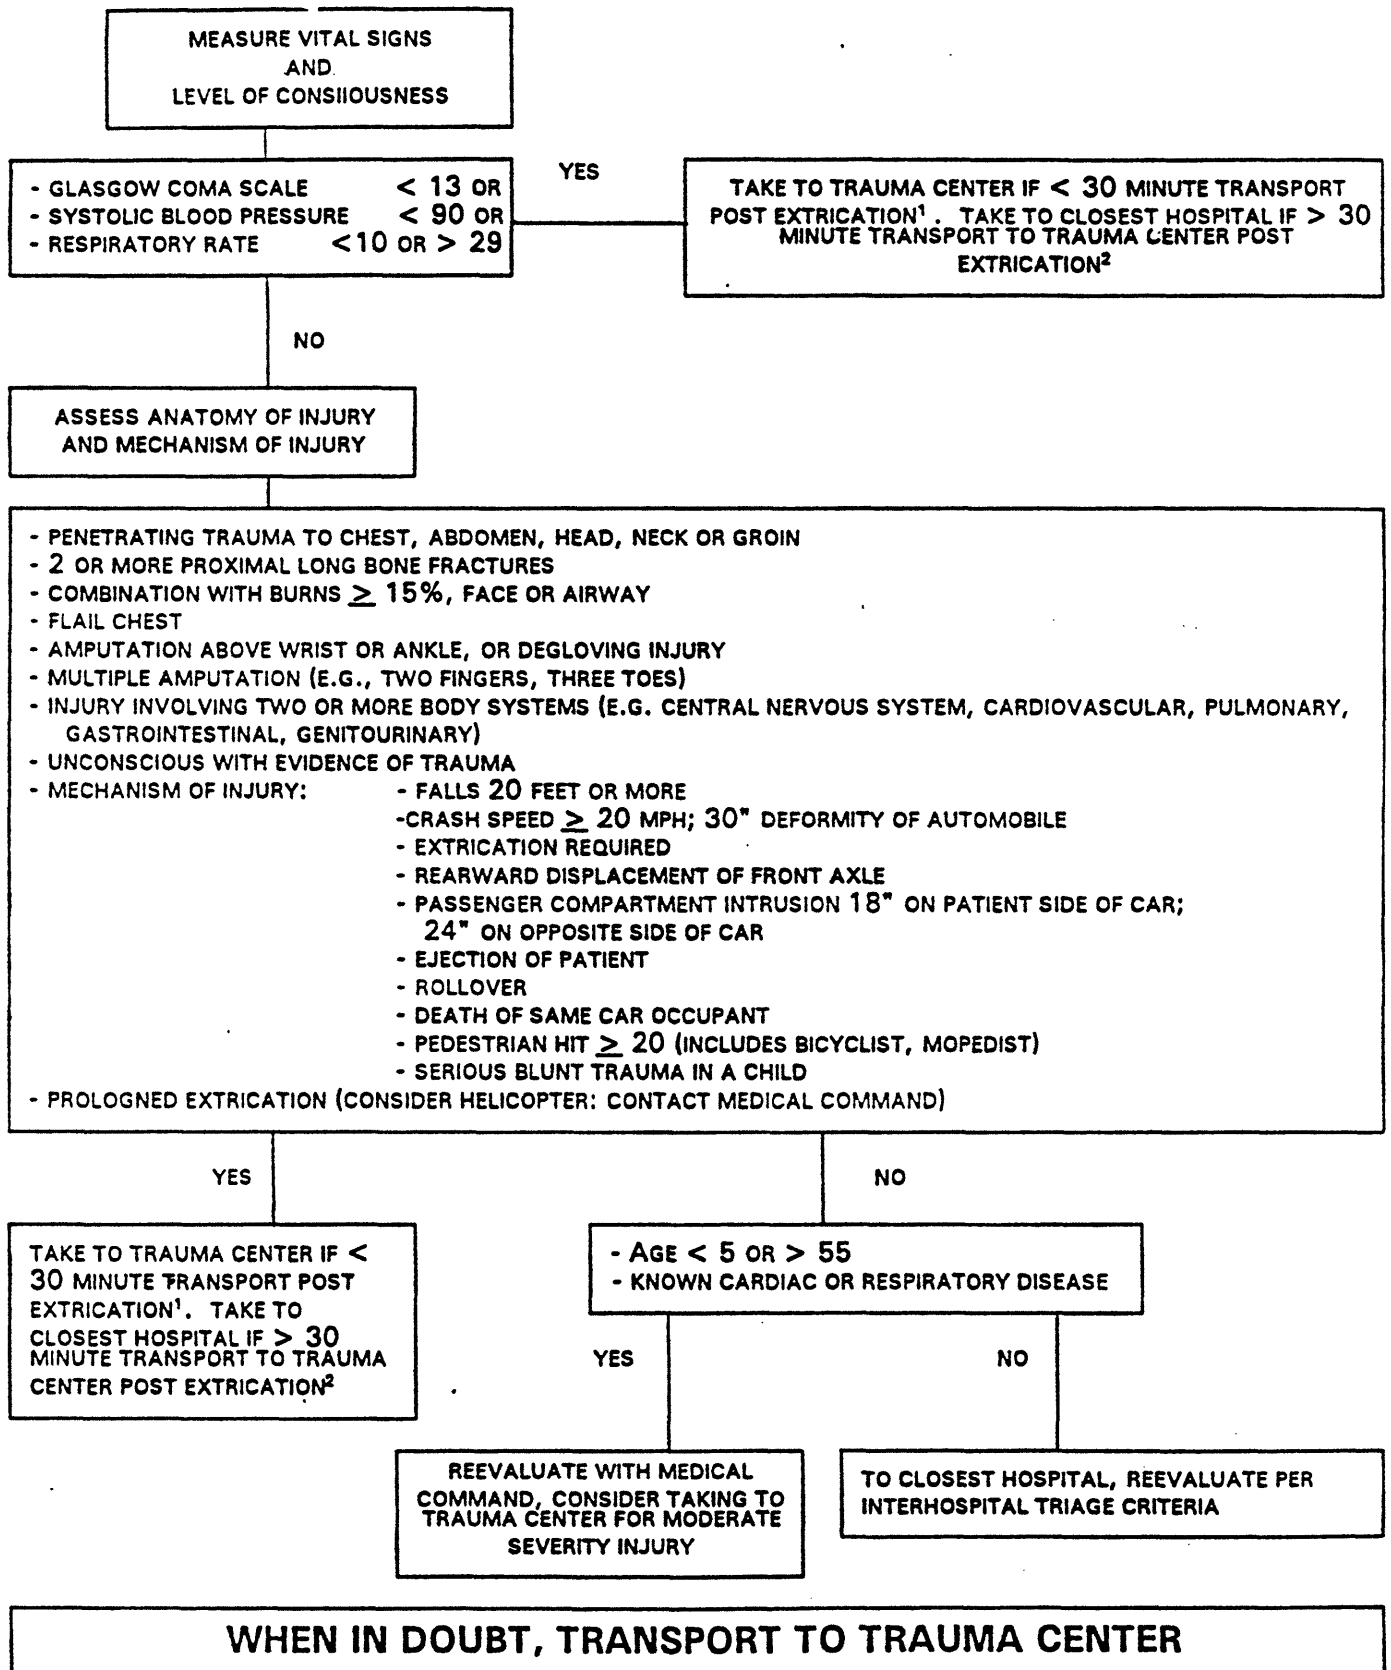 MEASURE VITAL SIGNS
AND
LEVEL OF CONSIIOUSNESS
- GLASGOW COMA SCALE < 13 OR
- SYSTOLIC BLOOD PRESSURE < 90 OR
- RESPIRATORY RATE <10 OR > 29
YES
TAKE TO TRAUMA CENTER IF < 30 MINUTE TRANSPORT
POST EXTRICATION¹. TAKE TO CLOSEST HOSPITAL IF > 30
MINUTE TRANSPORT TO TRAUMA CENTER POST
EXTRICATION²
NO
ASSESS ANATOMY OF INJURY
AND MECHANISM OF INJURY
- PENETRATING TRAUMA TO CHEST, ABDOMEN, HEAD, NECK OR GROIN
- 2 OR MORE PROXIMAL LONG BONE FRACTURES
- COMBINATION WITH BURNS ≥ 15%, FACE OR AIRWAY
- FLAIL CHEST
- AMPUTATION ABOVE WRIST OR ANKLE, OR DEGLOVING INJURY
- MULTIPLE AMPUTATION (E.G., TWO FINGERS, THREE TOES)
- INJURY INVOLVING TWO OR MORE BODY SYSTEMS (E.G. CENTRAL NERVOUS SYSTEM, CARDIOVASCULAR, PULMONARY,
GASTROINTESTINAL, GENITOURINARY)
- UNCONSCIOUS WITH EVIDENCE OF TRAUMA
- MECHANISM OF INJURY: - FALLS 20 FEET OR MORE
-CRASH SPEED ≥ 20 MPH; 30" DEFORMITY OF AUTOMOBILE
- EXTRICATION REQUIRED
- REARWARD DISPLACEMENT OF FRONT AXLE
- PASSENGER COMPARTMENT INTRUSION 18" ON PATIENT SIDE OF CAR;
24" ON OPPOSITE SIDE OF CAR
- EJECTION OF PATIENT
- ROLLOVER
- DEATH OF SAME CAR OCCUPANT
- PEDESTRIAN HIT ≥ 20 (INCLUDES BICYCLIST, MOPEDIST)
- SERIOUS BLUNT TRAUMA IN A CHILD
- PROLOGNED EXTRICATION (CONSIDER HELICOPTER: CONTACT MEDICAL COMMAND)
YES
NO
TAKE TO TRAUMA CENTER IF <
30 MINUTE TRANSPORT POST
EXTRICATION¹. TAKE TO
CLOSEST HOSPITAL IF > 30
MINUTE TRANSPORT TO TRAUMA
CENTER POST EXTRICATION²
- AGE < 5 OR > 55
- KNOWN CARDIAC OR RESPIRATORY DISEASE
YES
NO
REEVALUATE WITH MEDICAL
COMMAND, CONSIDER TAKING TO
TRAUMA CENTER FOR MODERATE
SEVERITY INJURY
TO CLOSEST HOSPITAL, REEVALUATE PER
INTERHOSPITAL TRIAGE CRITERIA
WHEN IN DOUBT, TRANSPORT TO TRAUMA CENTER